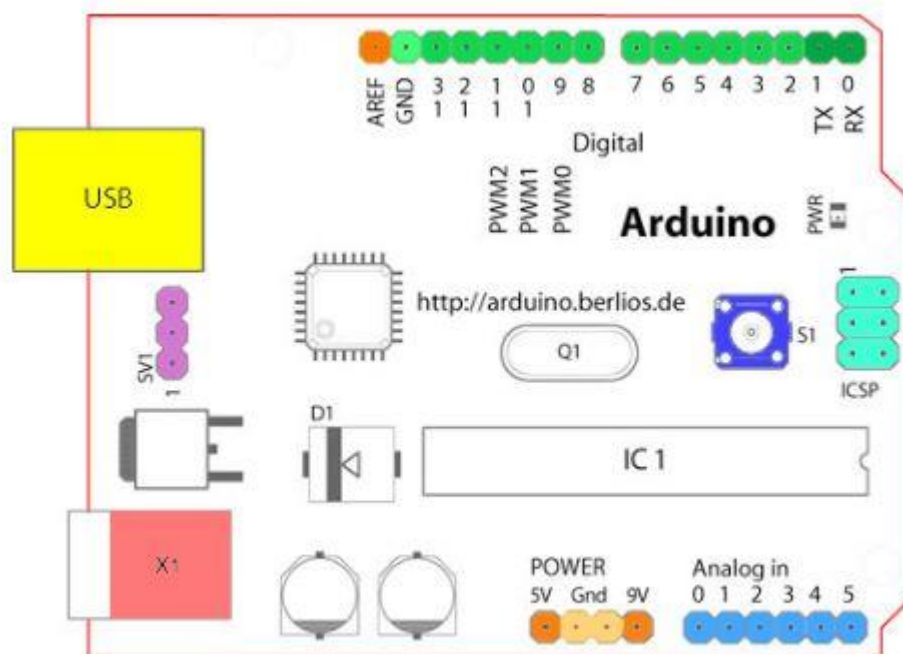 AREF GND 13 12 11 10 9 8 7 6 5 4 3 2 1 0
TX RX
Digital
USB
PWM2 PWM1 PWM0
Arduino
PWR
http://arduino.berlios.de
1
SV1
1
Q1
S1
ICSP
D1
IC 1
X1
POWER
5V Gnd 9V
Analog in
0 1 2 3 4 5